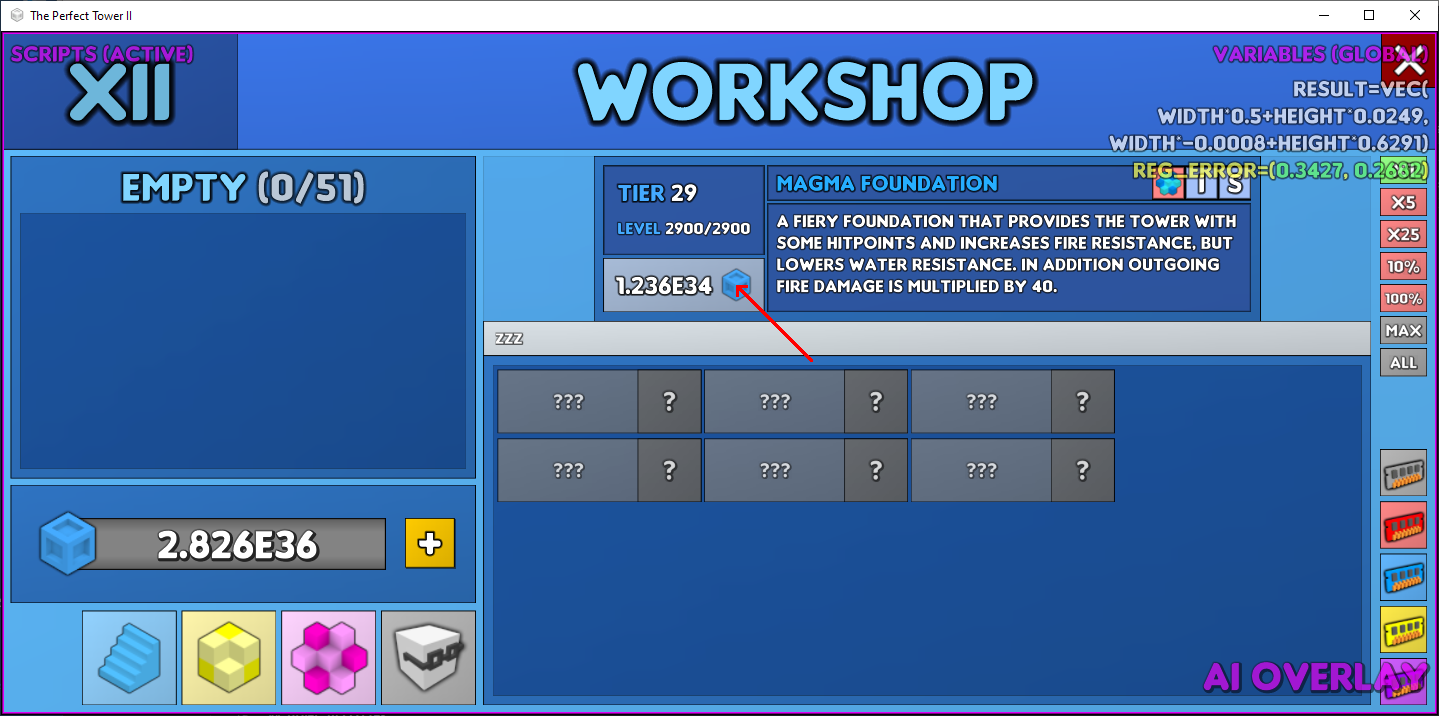 The Perfect Tower II
SCRIPTS (ACTIVE)
XII
WORKSHOP
VARIABLES (GLOBAL)
RESULT=VEC(
WIDTH*0.5+HEIGHT*0.0249,
WIDTH*-0.0008+HEIGHT*0.6291)
REG_ERROR=(0.3427, 0.2682)
EMPTY (0/51)
TIER 29
LEVEL 2900/2900
1.236E34
MAGMA FOUNDATION
I
S
A FIERY FOUNDATION THAT PROVIDES THE TOWER WITH
SOME HITPOINTS AND INCREASES FIRE RESISTANCE, BUT
LOWERS WATER RESISTANCE. IN ADDITION OUTGOING
FIRE DAMAGE IS MULTIPLIED BY 40.
X5
X25
10%
100%
MAX
ALL
ZZZ
??? ? ??? ? ??? ?
??? ? ??? ? ??? ?
2.826E36
+
AI OVERLAY